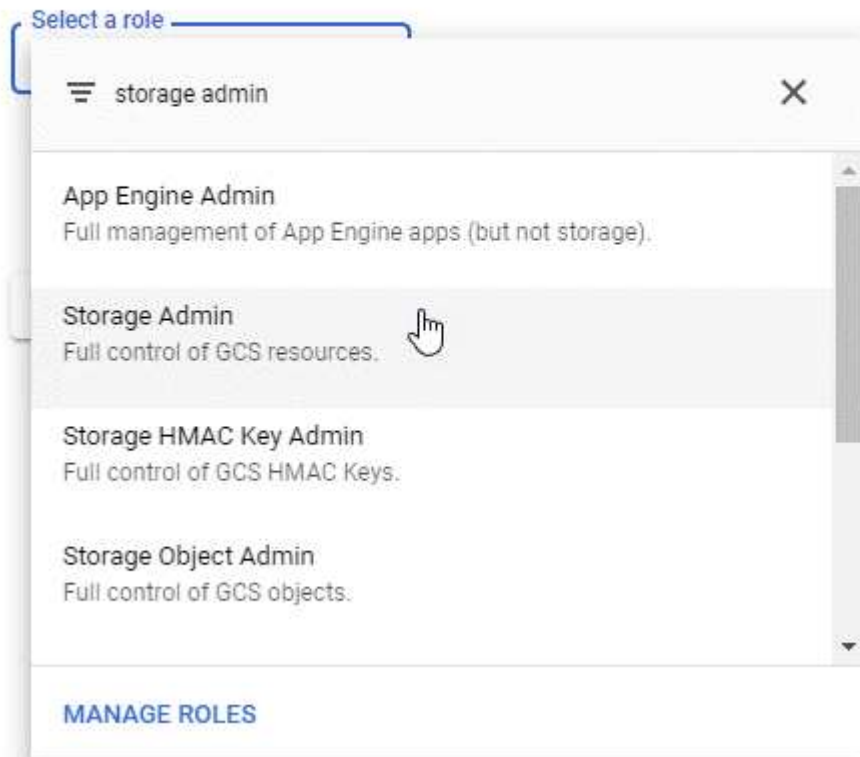 Select a role
storage admin
App Engine Admin
Full management of App Engine apps (but not storage).
Storage Admin
Full control of GCS resources.
Storage HMAC Key Admin
Full control of GCS HMAC Keys.
Storage Object Admin
Full control of GCS objects.
MANAGE ROLES